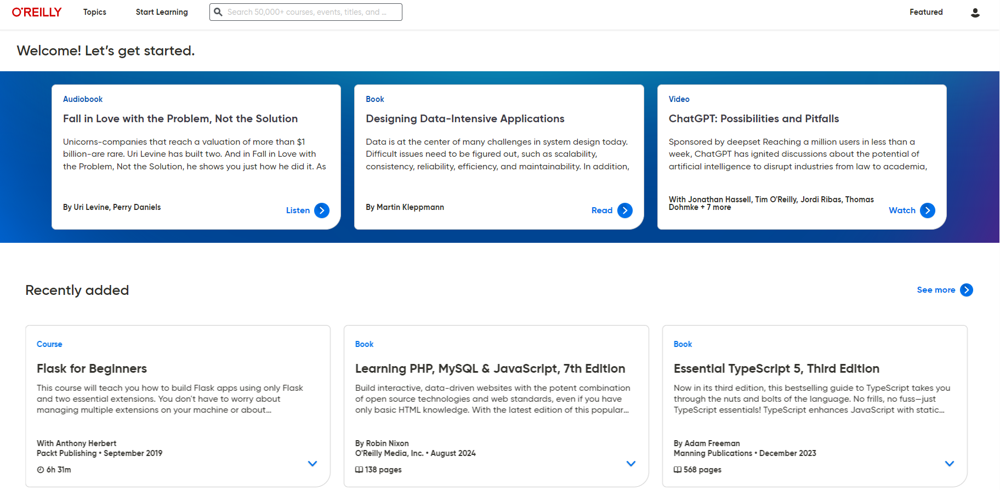 O'REILLY
Topics
Start Learning
Search 50,000+ courses, events, titles, and ...
Featured
Welcome! Let's get started.
Audiobook
Fall in Love with the Problem, Not the Solution
Unicorns-companies that reach a valuation of more than $1
billion-are rare. Uri Levine has built two. And in Fall in Love with
the Problem, Not the Solution, he shows you just how he did it. As
By Uri Levine, Perry Daniels
Listen
Book
Designing Data-Intensive Applications
Data is at the center of many challenges in system design today.
Difficult issues need to be figured out, such as scalability,
consistency, reliability, efficiency, and maintainability. In addition,
By Martin Kleppmann
Read
Video
ChatGPT: Possibilities and Pitfalls
Sponsored by deepset Reaching a million users in less than a
week, ChatGPT has ignited discussions about the potential of
artificial intelligence to disrupt industries from law to academia,
With Jonathan Hassell, Tim O'Reilly, Jordi Ribas, Thomas
Dohmke + 7 more
Watch
Recently added
See more
Course
Flask for Beginners
This course will teach you how to build Flask apps using only Flask
and two essential extensions. You don't have to worry about
managing multiple extensions on your machine or about...
With Anthony Herbert
Packt Publishing • September 2019
6h 31m
Book
Learning PHP, MySQL & JavaScript, 7th Edition
Build interactive, data-driven websites with the potent combination
of open source technologies and web standards, even if you have
only basic HTML knowledge. With the latest edition of this popular...
By Robin Nixon
O'Reilly Media, Inc. • August 2024
138 pages
Book
Essential TypeScript 5, Third Edition
Now in its third edition, this bestselling guide to TypeScript takes you
through the nuts and bolts of the language. No frills, no fuss—just
TypeScript essentials! TypeScript enhances JavaScript with static...
By Adam Freeman
Manning Publications • December 2023
568 pages